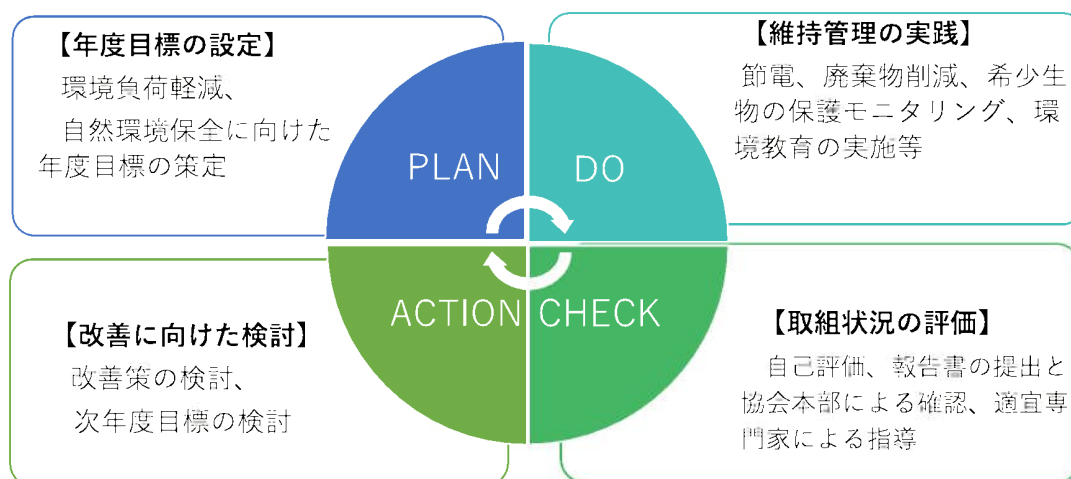 【年度目標の設定】
環境負荷軽減、
自然環境保全に向けた
年度目標の策定
PLAN
【維持管理の実践】
節電、廃棄物削減、希少生
物の保護モニタリング、環
境教育の実施等
DO
【改善に向けた検討】
改善策の検討、
次年度目標の検討
ACTION
【取組状況の評価】
自己評価、報告書の提出と
協会本部による確認、適宜専
門家による指導
CHECK